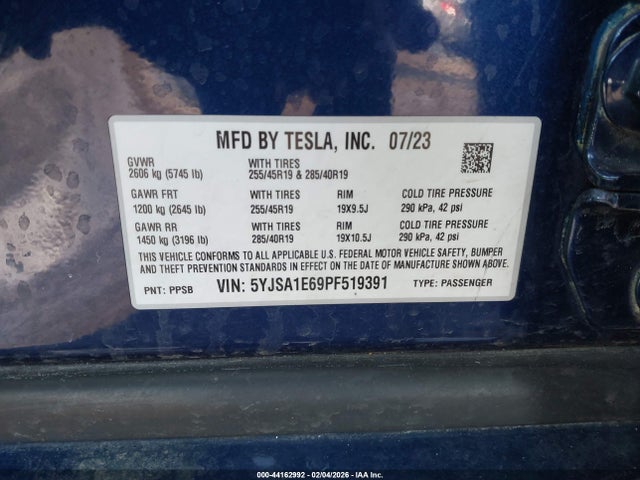 MFD BY TESLA, INC. 07/23
GVWR WITH TIRES
2606 kg (5745 lb) 255/45R19 & 285/40R19
GAWR FRT WITH TIRES RIM COLD TIRE PRESSURE
1200 kg (2645 lb) 255/45R19 19X9.5J 290 kPa, 42 psi
GAWR RR WITH TIRES RIM COLD TIRE PRESSURE
1450 kg (3196 lb) 285/40R19 19X10.5J 290 kPa, 42 psi
THIS VEHICLE CONFORMS TO ALL APPLICABLE U.S. FEDERAL MOTOR VEHICLE SAFETY, BUMPER
AND THEFT PREVENTION STANDARDS IN EFFECT ON THE DATE OF MANUFACTURE SHOWN ABOVE.
PNT: PPSB VIN: 5YJSA1E69PF519391 TYPE: PASSENGER
000-44162992 - 02/04/2026 - IAA Inc.